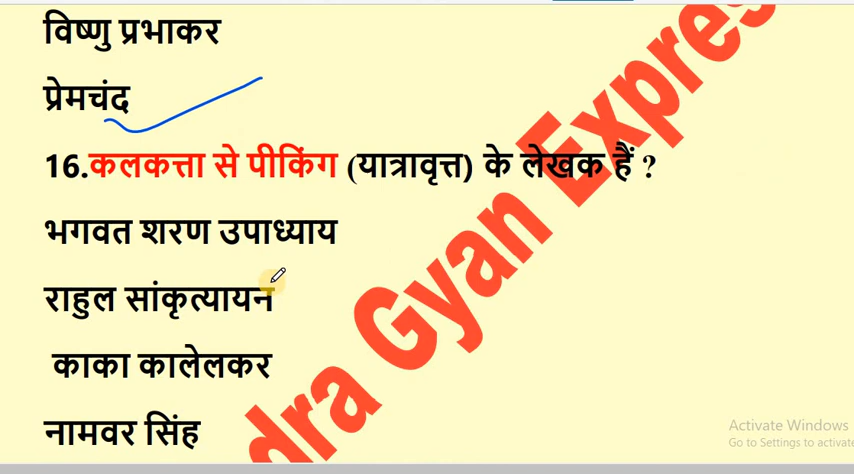 विष्णु प्रभाकर
प्रेमचंद
16.कलकत्ता से पीकिंग (यात्रावृत्त) के लेखक हैं ?
भगवत शरण उपाध्याय
राहुल सांकृत्यायन
काका कालेलकर
नामवर सिंह
dra Gyan Expres
Activate Windows
Go to Settings to activate